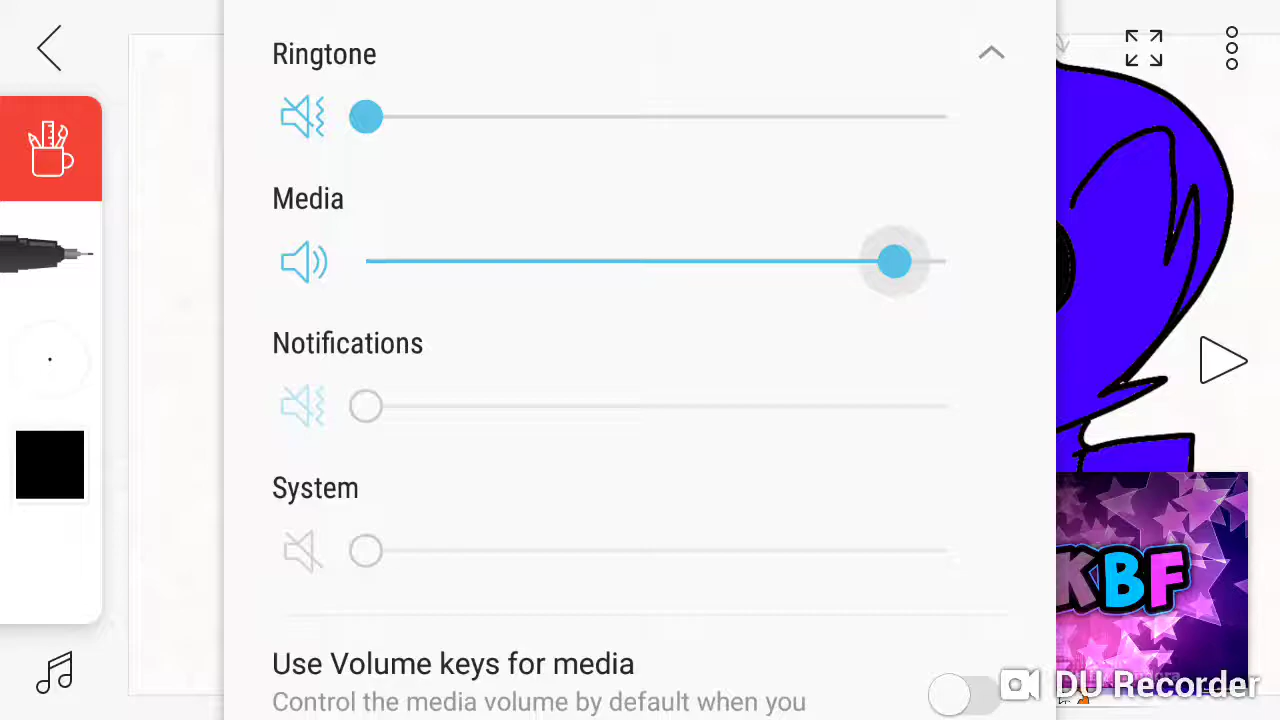 Ringtone
Media
Notifications
System
KBF
Use Volume keys for media
Control the media volume by default when you
DU Recorder